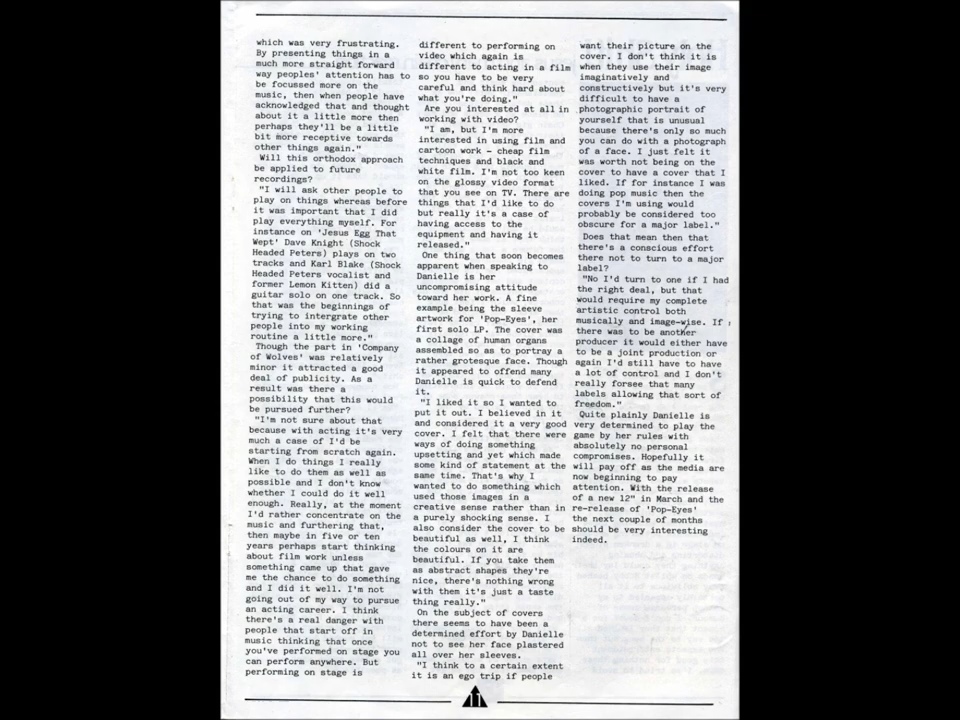 which was very frustrating.
By presenting things in a
much more straight forward
way peoples' attention has to
be focussed more on the
music, then when people have
acknowledged that and thought
about it a little more then
perhaps they'll be a little
bit more receptive towards
other things again."
Will this orthodox approach
be applied to future
recordings?
"I will ask other people to
play on things whereas before
it was important that I did
play everything myself. For
instance on 'Jesus Egg That
Wept' Dave Knight (Shock
Headed Peters) plays on two
tracks and Karl Blake (Shock
Headed Peters vocalist and
former Lemon Kitten) did a
guitar solo on one track. So
that was the beginnings of
trying to intergrate other
people into my working
routine a little more."
Though the part in 'Company
of Wolves' was relatively
minor it attracted a good
deal of publicity. As a
result was there a
possibility that this would
be pursued further?
"I'm not sure about that
because with acting it's very
much a case of I'd be
starting from scratch again.
When I do things I really
like to do them as well as
possible and I don't know
whether I could do it well
enough. Really, at the moment
I'd rather concentrate on the
music and furthering that,
then maybe in five or ten
years perhaps start thinking
about film work unless
something came up that gave
me the chance to do something
and I did it well. I'm not
going out of my way to pursue
an acting career. I think
there's a real danger with
people that start off in
music thinking that once
you've performed on stage you
can perform anywhere. But
performing on stage is
different to performing on
video which again is
different to acting in a film
so you have to be very
careful and think hard about
what you're doing."
Are you interested at all in
working with video?
"I am, but I'm more
interested in using film and
cartoon work - cheap film
techniques and black and
white film. I'm not too keen
on the glossy video format
that you see on TV. There are
things that I'd like to do
but really it's a case of
having access to the
equipment and having it
released."
One thing that soon becomes
apparent when speaking to
Danielle is her
uncompromising attitude
toward her work. A fine
example being the sleeve
artwork for 'Pop-Eyes', her
first solo LP. The cover was
a collage of human organs
assembled so as to portray a
rather grotesque face. Though
it appeared to offend many
Danielle is quick to defend
it.
"I liked it so I wanted to
put it out. I believed in it
and considered it a very good
cover. I felt that there were
ways of doing something
upsetting and yet which made
some kind of statement at the
same time. That's why I
wanted to do something which
used those images in a
creative sense rather than in
a purely shocking sense. I
also consider the cover to be
beautiful as well, I think
the colours on it are
beautiful. If you take them
as abstract shapes they're
nice, there's nothing wrong
with them it's just a taste
thing really."
On the subject of covers
there seems to have been a
determined effort by Danielle
not to see her face plastered
all over her sleeves.
"I think to a certain extent
it is an ego trip if people
want their picture on the
cover. I don't think it is
when they use their image
imaginatively and
constructively but it's very
difficult to have a
photographic portrait of
yourself that is unusual
because there's only so much
you can do with a photograph
of a face. I just felt it
was worth not being on the
cover to have a cover that I
liked. If for instance I was
doing pop music then the
covers I'm using would
probably be considered too
obscure for a major label."
Does that mean then that
there's a conscious effort
there not to turn to a major
label?
"No I'd turn to one if I had
the right deal, but that
would require my complete
artistic control both
musically and image-wise. If
there was to be another
producer it would either have
to be a joint production or
again I'd still have to have
a lot of control and I don't
really forsee that many
labels allowing that sort of
freedom."
Quite plainly Danielle is
very determined to play the
game by her rules with
absolutely no personal
compromises. Hopefully it
will pay off as the media are
now beginning to pay
attention. With the release
of a new 12" in March and the
re-release of 'Pop-Eyes'
the next couple of months
should be very interesting
indeed.
11